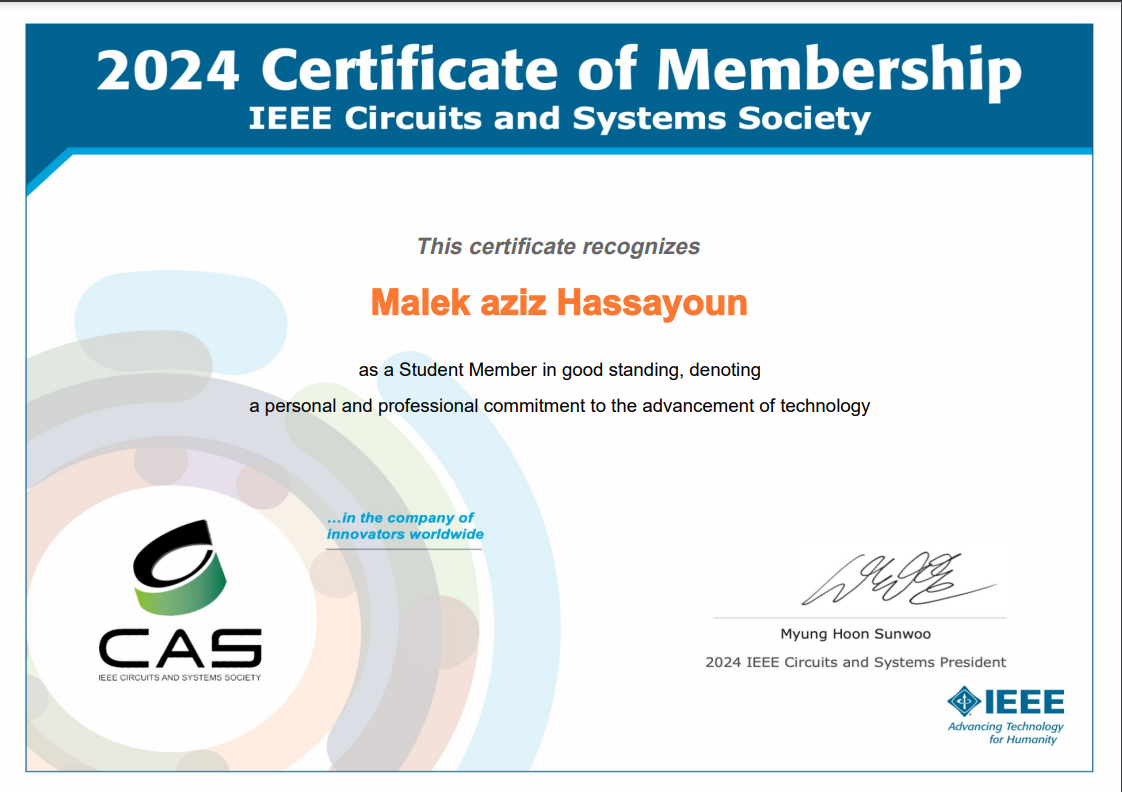 2024 Certificate of Membership
IEEE Circuits and Systems Society
This certificate recognizes
Malek aziz Hassayoun
as a Student Member in good standing, denoting
a personal and professional commitment to the advancement of technology
...in the company of
innovators worldwide
CAS
IEEE CIRCUITS AND SYSTEMS SOCIETY
Myung Hoon Sunwoo
2024 IEEE Circuits and Systems President
IEEE
Advancing Technology
for Humanity